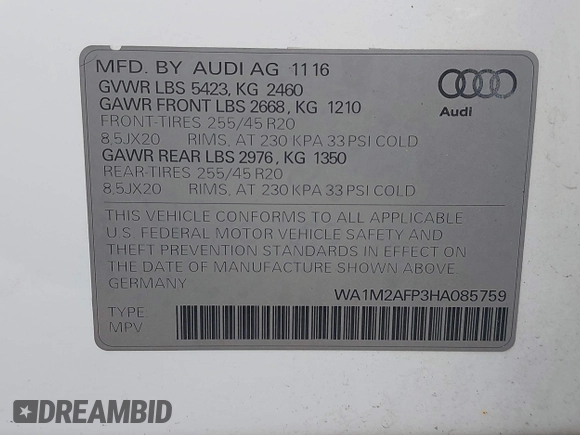 MFD. BY AUDI AG 11 16
GVWR LBS 5423, KG 2460
GAWR FRONT LBS 2668, KG 1210
FRONT-TIRES 255/45 R20
8,5JX20 RIMS, AT 230 KPA 33 PSI COLD
GAWR REAR LBS 2976, KG 1350
REAR-TIRES 255/45 R20
8,5JX20 RIMS, AT 230 KPA 33 PSI COLD
Audi
THIS VEHICLE CONFORMS TO ALL APPLICABLE
U.S. FEDERAL MOTOR VEHICLE SAFETY AND
THEFT PREVENTION STANDARDS IN EFFECT ON
THE DATE OF MANUFACTURE SHOWN ABOVE.
GERMANY
WA1M2AFP3HA085759
TYPE:
MPV
DREAMBID